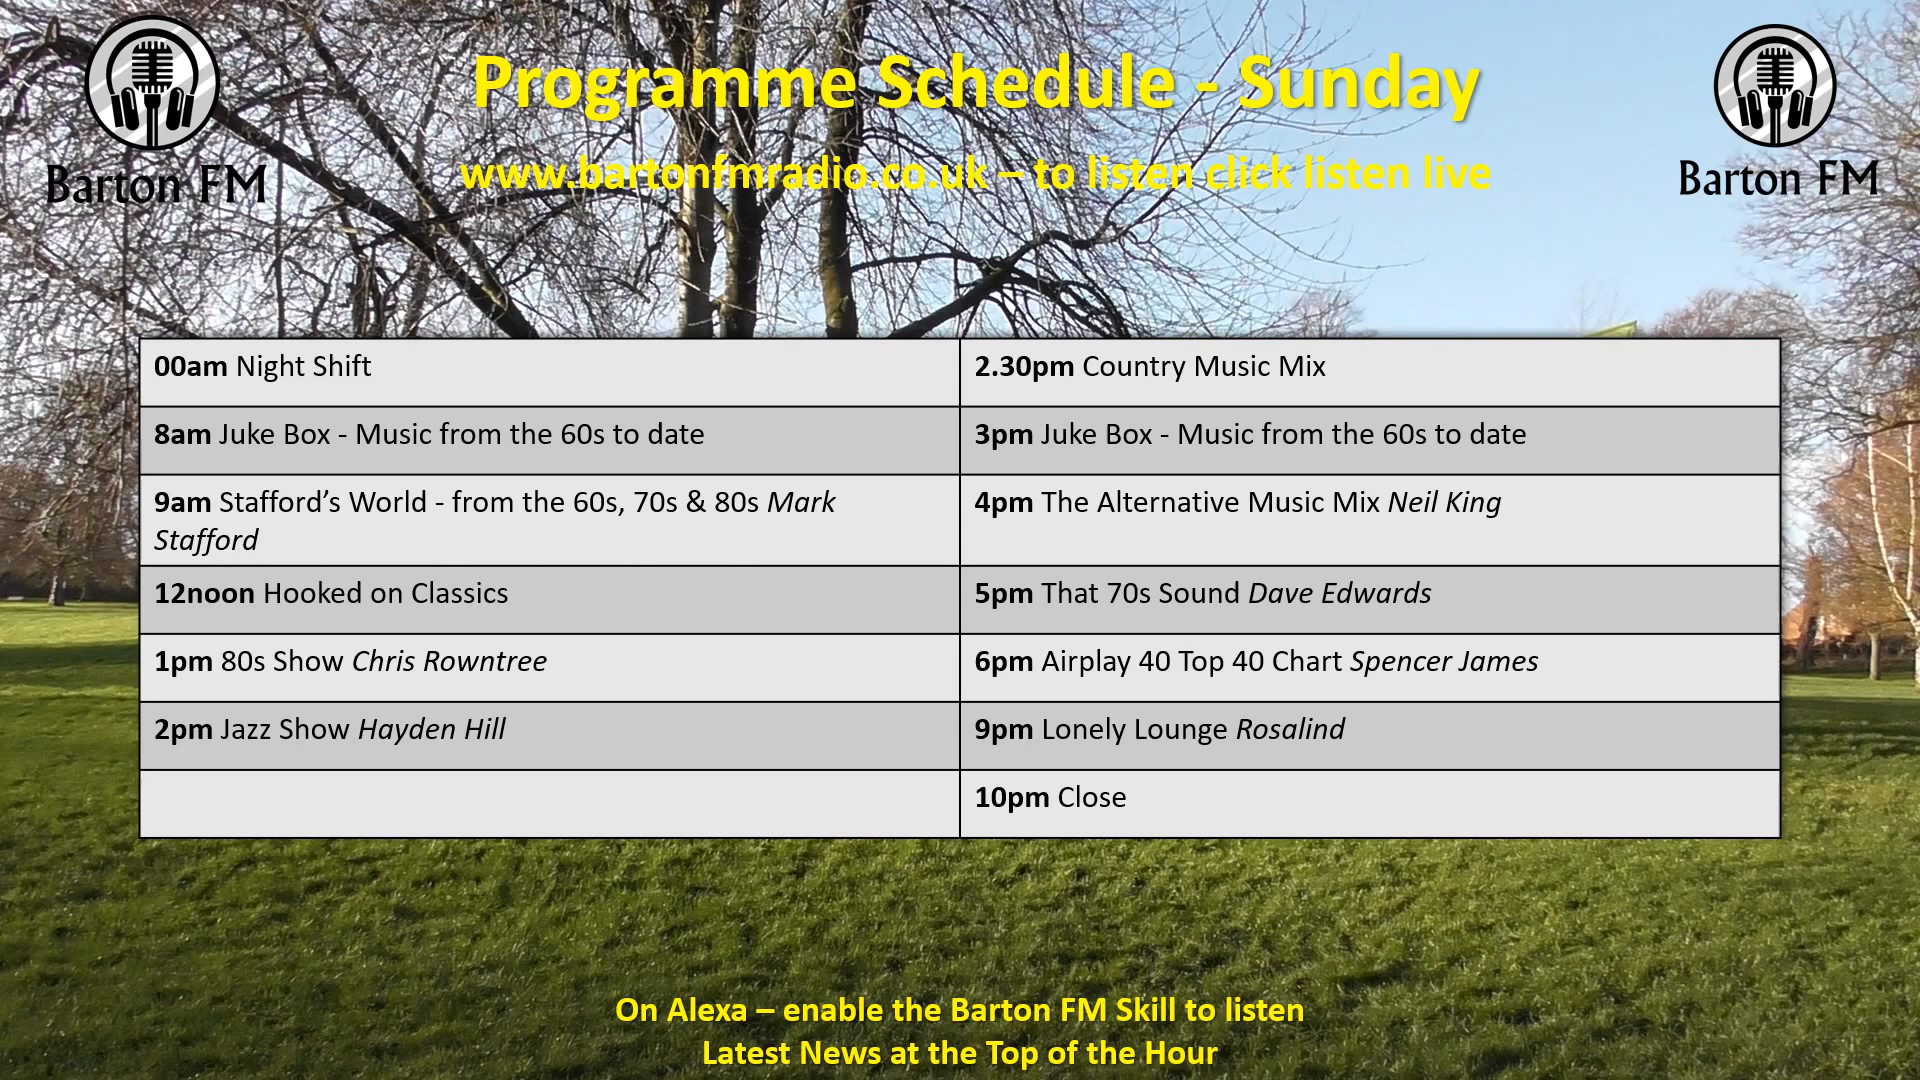 Barton FM
Programme Schedule - Sunday
www.bartonfmradio.co.uk – to listen click listen live
Barton FM
00am Night Shift
8am Juke Box - Music from the 60s to date
9am Stafford’s World - from the 60s, 70s & 80s Mark
Stafford
12noon Hooked on Classics
1pm 80s Show Chris Rowntree
2pm Jazz Show Hayden Hill
2.30pm Country Music Mix
3pm Juke Box - Music from the 60s to date
4pm The Alternative Music Mix Neil King
5pm That 70s Sound Dave Edwards
6pm Airplay 40 Top 40 Chart Spencer James
9pm Lonely Lounge Rosalind
10pm Close
On Alexa – enable the Barton FM Skill to listen
Latest News at the Top of the Hour